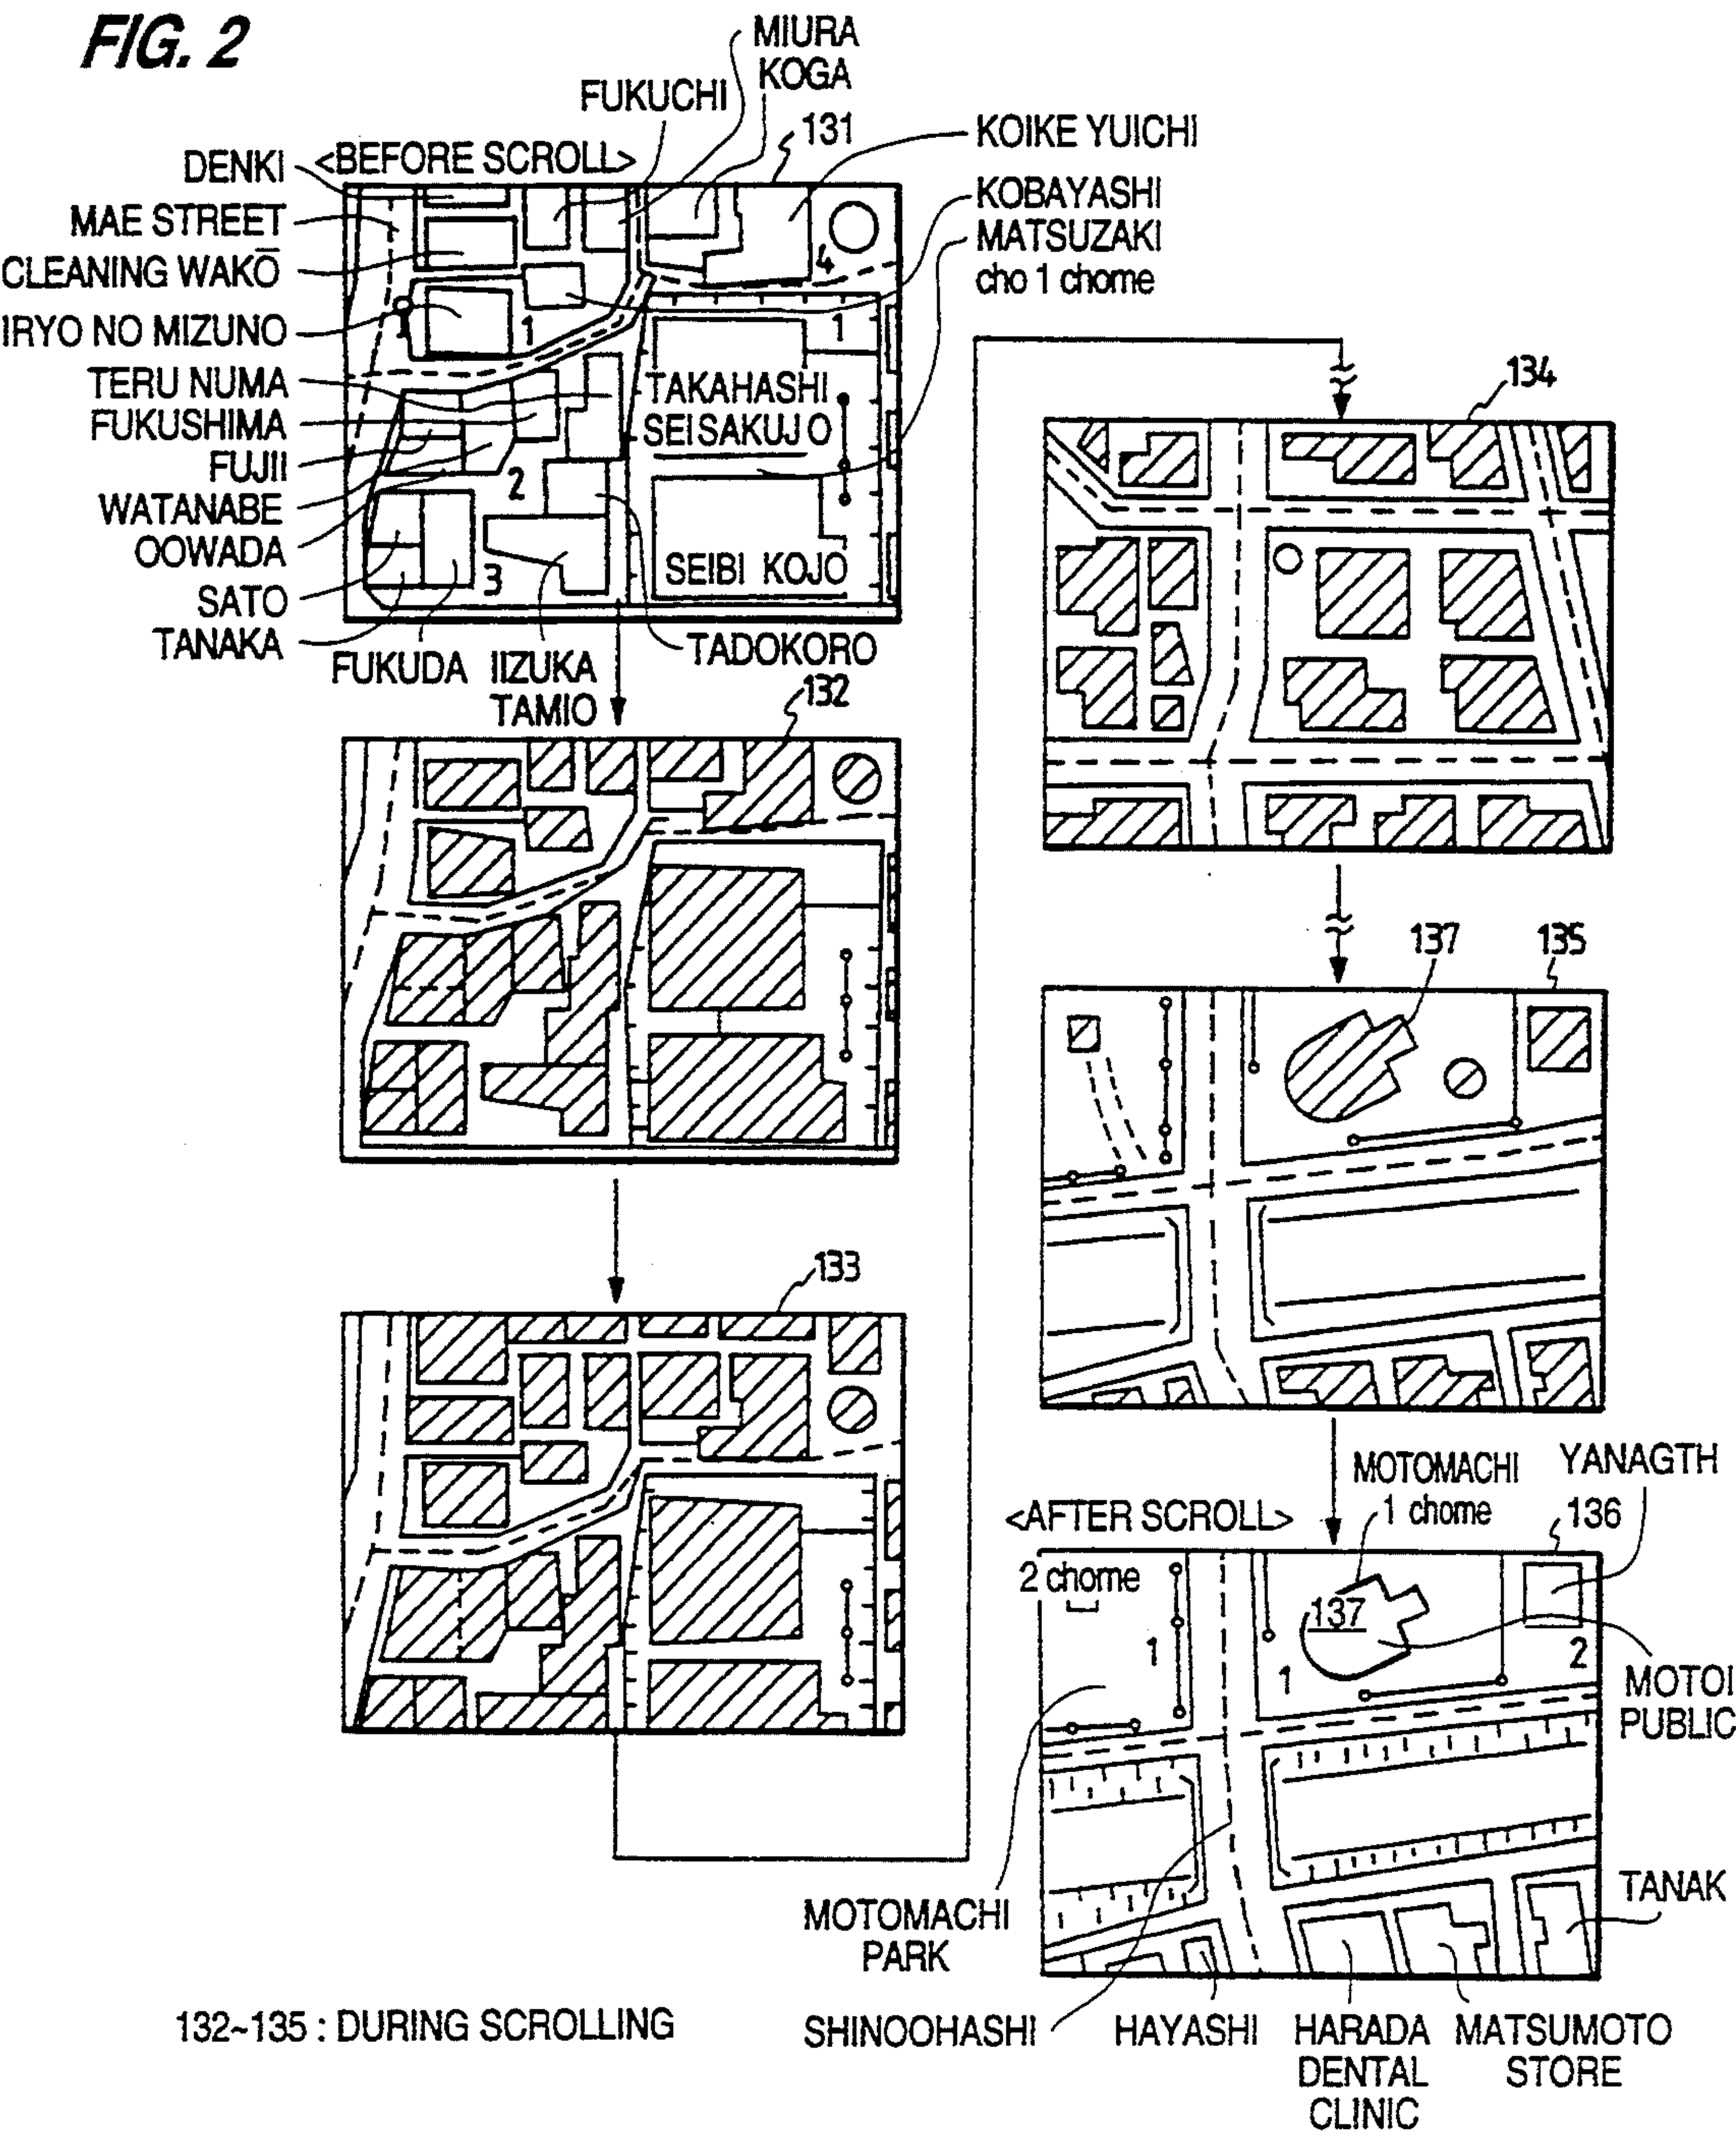 FIG. 2
MIURA
KOGA
FUKUCHI
131
KOIKE YUICHI
<BEFORE SCROLL>
DENKI
MAE STREET
CLEANING WAKŌ
IRYO NO MIZUNO
TERU NUMA
FUKUSHIMA
FUJII
WATANABE
OOWADA
SATO
TANAKA
FUKUDA
IIZUKA
TAMIO
TADOKORO
KOBAYASHI
MATSUZAKI
cho 1 chome
4
1
1
TAKAHASHI
SEISAKUJO
2
SEIBI KOJO
3
132
133
134
137
135
<AFTER SCROLL>
MOTOMACHI
1 chome
YANAGTH
136
2 chome
137
1
1
2
MOTOI
PUBLIC
TANAK
MOTOMACHI
PARK
SHINOOHASHI
HAYASHI
HARADA
DENTAL
CLINIC
MATSUMOTO
STORE
132~135 : DURING SCROLLING